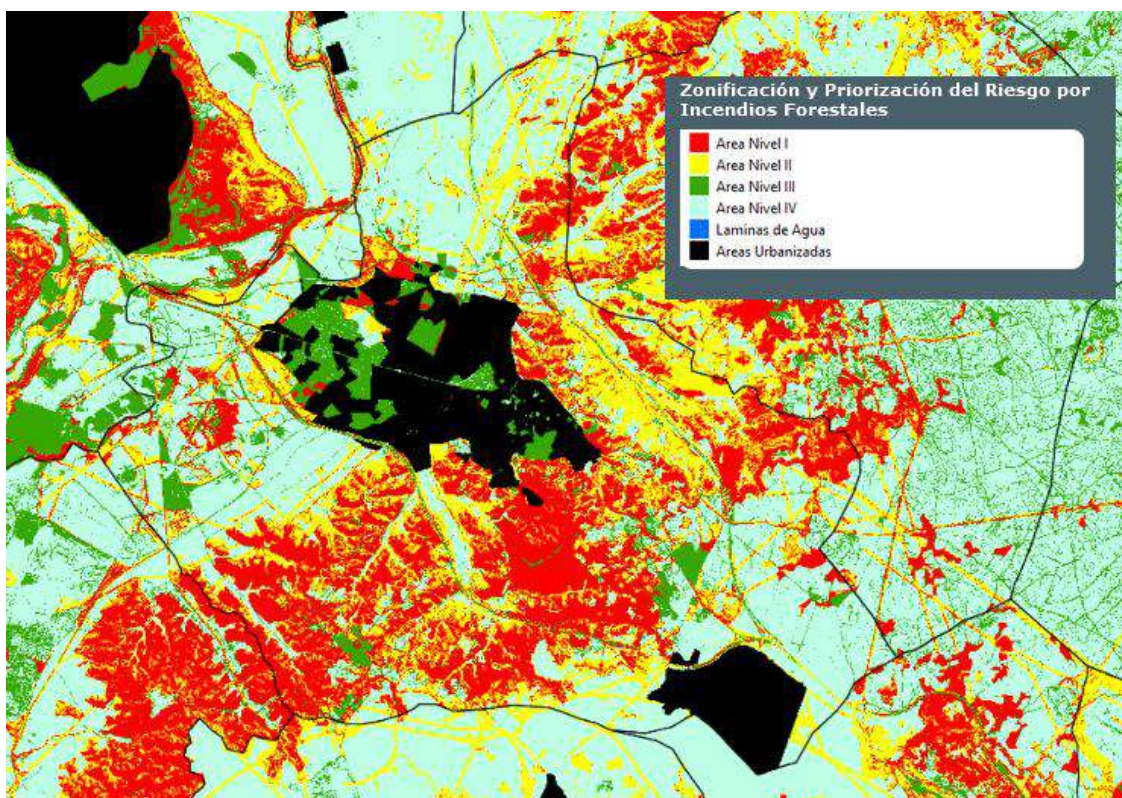 Zonificación y Priorización del Riesgo por
Incendios Forestales
Area Nivel I
Area Nivel II
Area Nivel III
Area Nivel IV
Laminas de Agua
Areas Urbanizadas